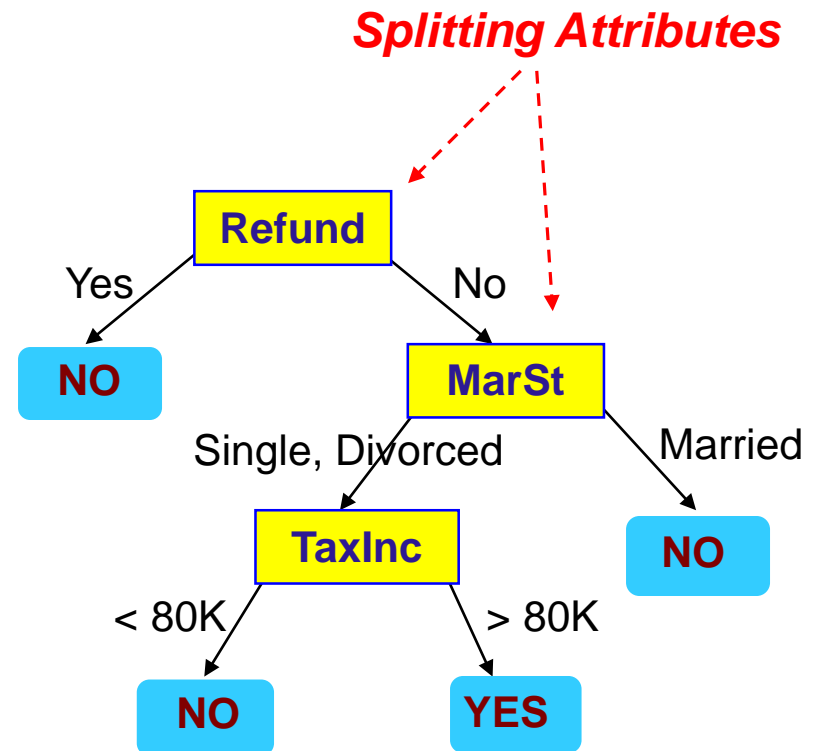 Splitting Attributes
Refund
Yes
No
NO
MarSt
Single, Divorced
Married
TaxInc
NO
< 80K
> 80K
NO
YES